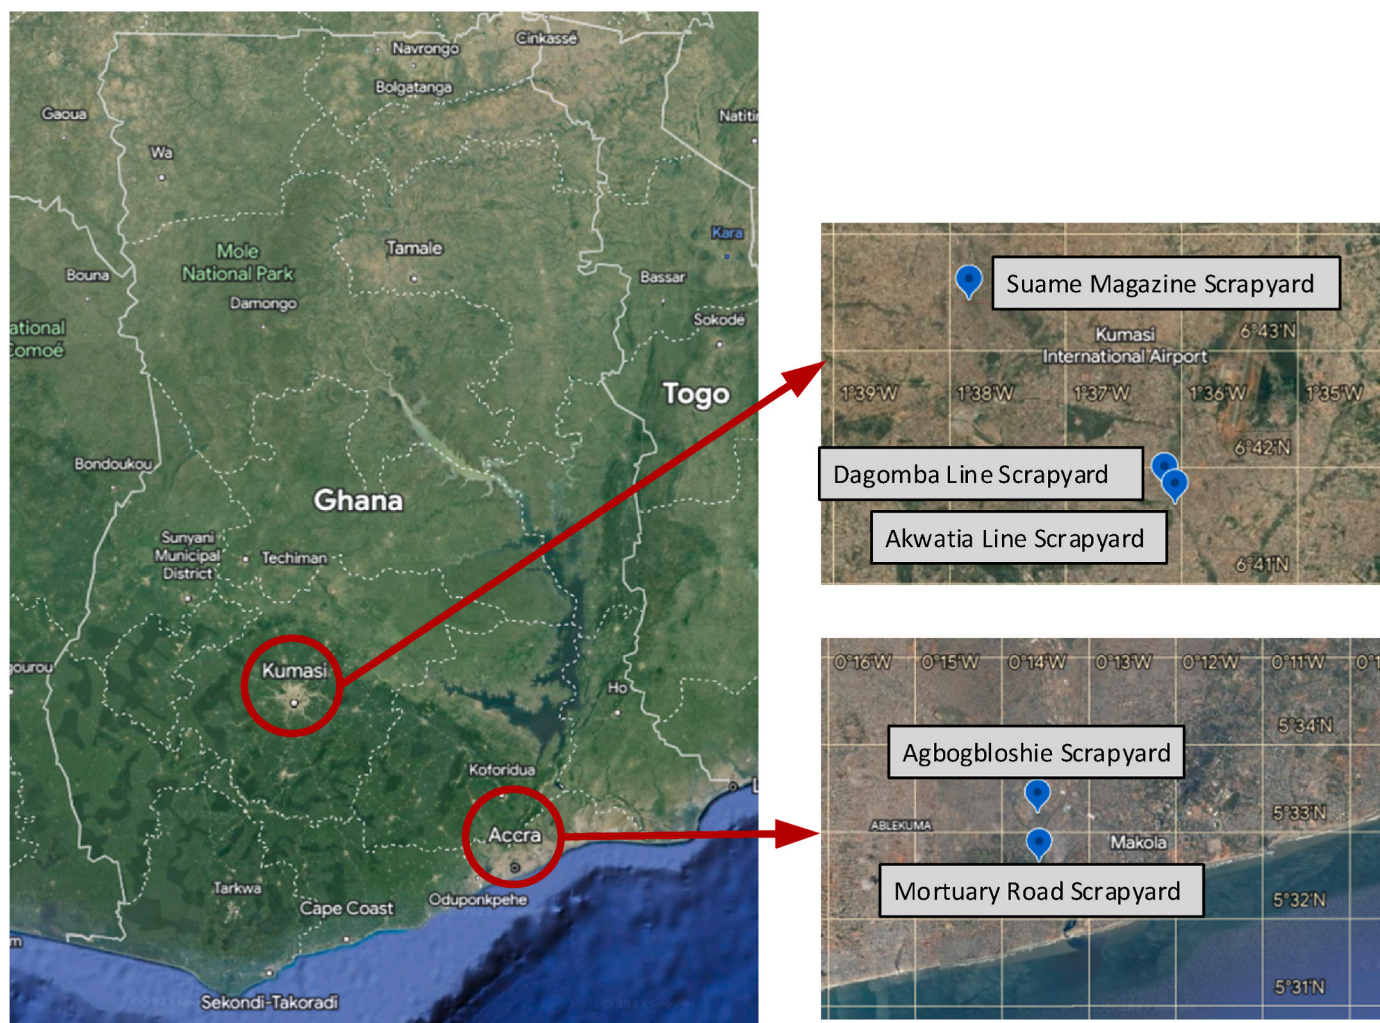 Navrongo
Cinkassé
Bolgatanga
Gaoua
Wa
Mole
National Park
Tamale
Kara
Bouna
Damongo
Bassar
Sokodé
Togo
Bondoukou
Ghana
Sunyani
Municipal
District
Techiman
Kumasi
Ho
Koforidua
Accra
Tarkwa
Cape Coast
Oduponkpehe
Sekondi-Takoradi
Suame Magazine Scrapyard
6°43'N
Kumasi
International Airport
1°39'W
1°38'W
1°37'W
1°36'W
1°35'W
6°42'N
Dagomba Line Scrapyard
Akwatia Line Scrapyard
6°41'N
0°16'W
0°15'W
0°14'W
0°13'W
0°12'W
0°11'W
5°34'N
Agbogbloshie Scrapyard
5°33'N
ABLEKUMA
Makola
Mortuary Road Scrapyard
5°32'N
5°31'N